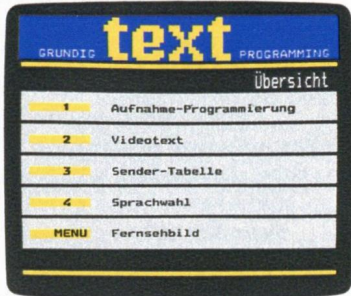 GRUNDIG text PROGRAMMING
Übersicht
1 Aufnahme-Programmierung
2 Videotext
3 Sender-Tabelle
4 Sprachwahl
MENU Fernsehbild